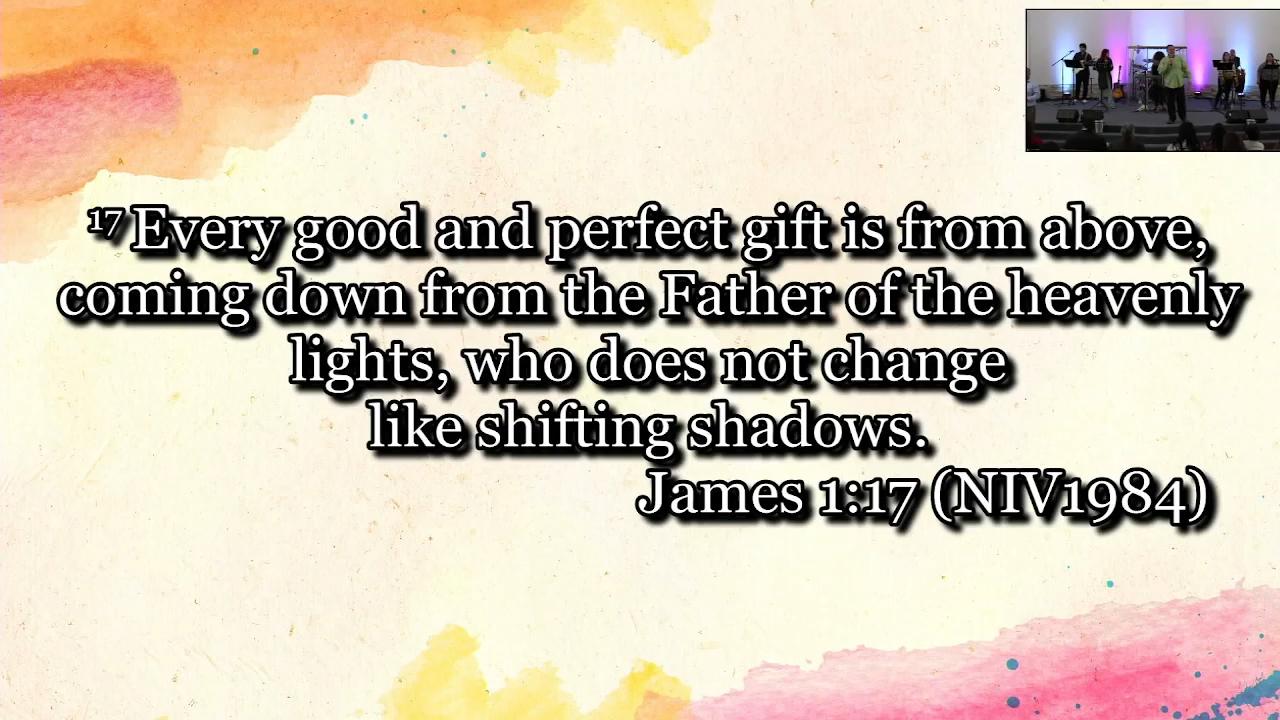 17 Every good and perfect gift is from above,
coming down from the Father of the heavenly
lights, who does not change
like shifting shadows.
James 1:17 (NIV1984)